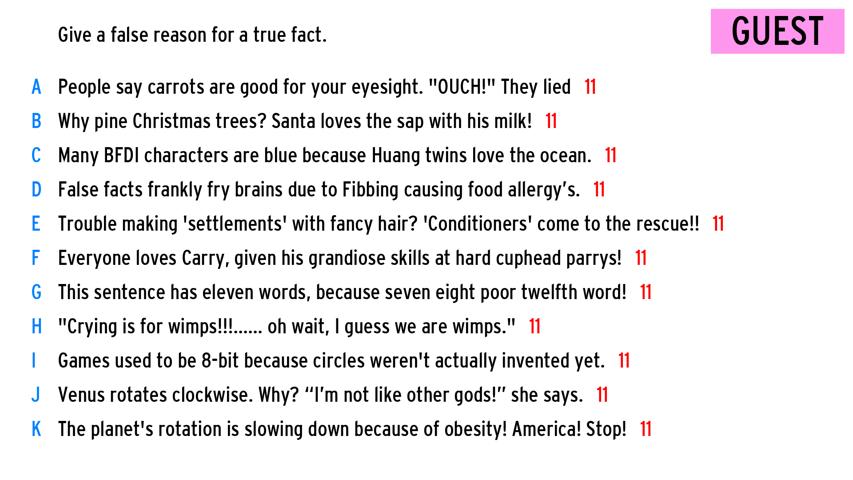 Give a false reason for a true fact.
GUEST
A People say carrots are good for your eyesight. "OUCH!" They lied 11
B Why pine Christmas trees? Santa loves the sap with his milk! 11
C Many BFDI characters are blue because Huang twins love the ocean. 11
D False facts frankly fry brains due to Fibbing causing food allergy’s. 11
E Trouble making 'settlements' with fancy hair? 'Conditioners' come to the rescue!! 11
F Everyone loves Carry, given his grandiose skills at hard cuphead parrys! 11
G This sentence has eleven words, because seven eight poor twelfth word! 11
H "Crying is for wimps!!!...... oh wait, I guess we are wimps." 11
I Games used to be 8-bit because circles weren't actually invented yet. 11
J Venus rotates clockwise. Why? “I’m not like other gods!” she says. 11
K The planet's rotation is slowing down because of obesity! America! Stop! 11